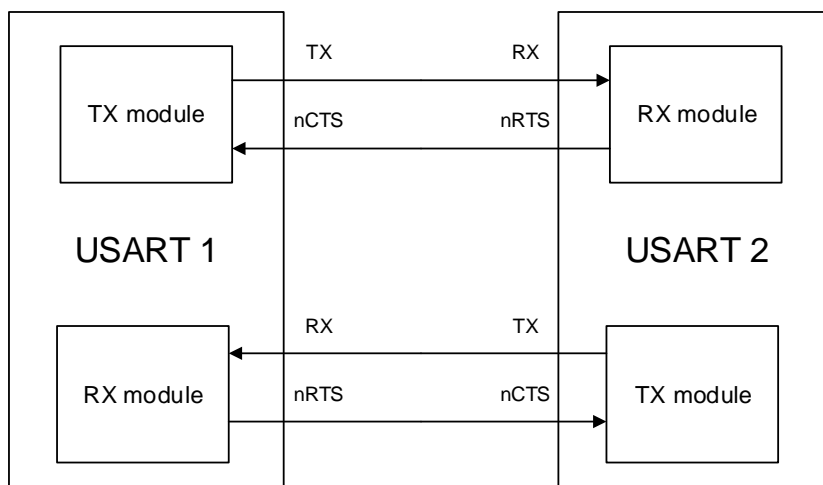 TX RX
TX module RX module
nCTS nRTS
USART 1 USART 2
RX TX
RX module TX module
nRTS nCTS